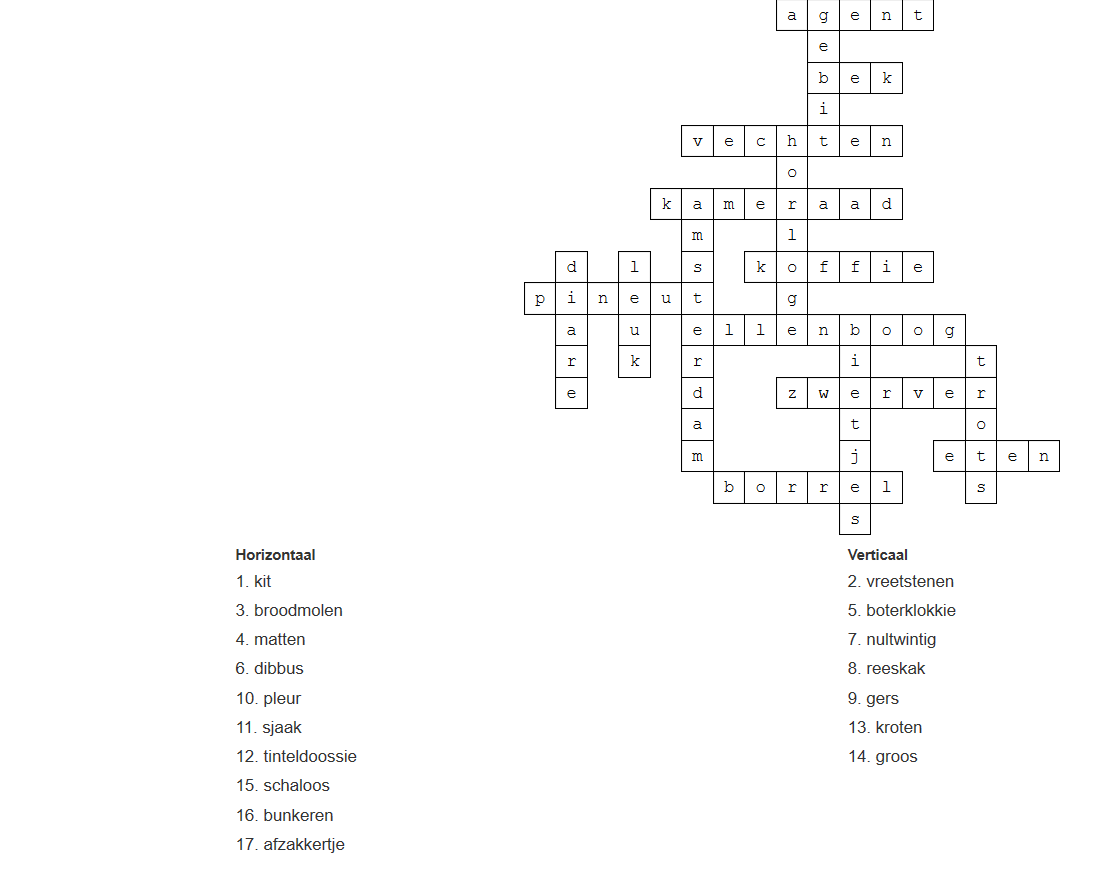 a g e n t
e
b e k
i
v e c h t e n
o
k a m e r a a d
m l
d l s k o f f i e
p i n e u t g
a u e l l e n b o o g
r k r i t
e d z w e r v e r
a t o
m j e t e n
b o r r e l s
s
Horizontaal
1. kit
3. broodmolen
4. matten
6. dibbus
10. pleur
11. sjaak
12. tinteldoossie
15. schaloos
16. bunkeren
17. afzakkertje
Verticaal
2. vreetstenen
5. boterklokkie
7. nultwintig
8. reeskak
9. gers
13. kroten
14. groos